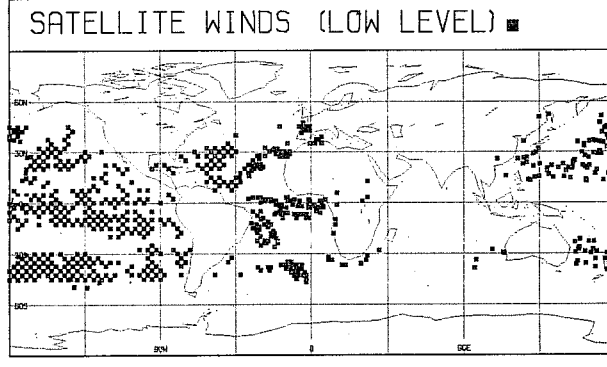 SATELLITE WINDS (LOW LEVEL)
60N
30N
30S
60S
90W 0 90E